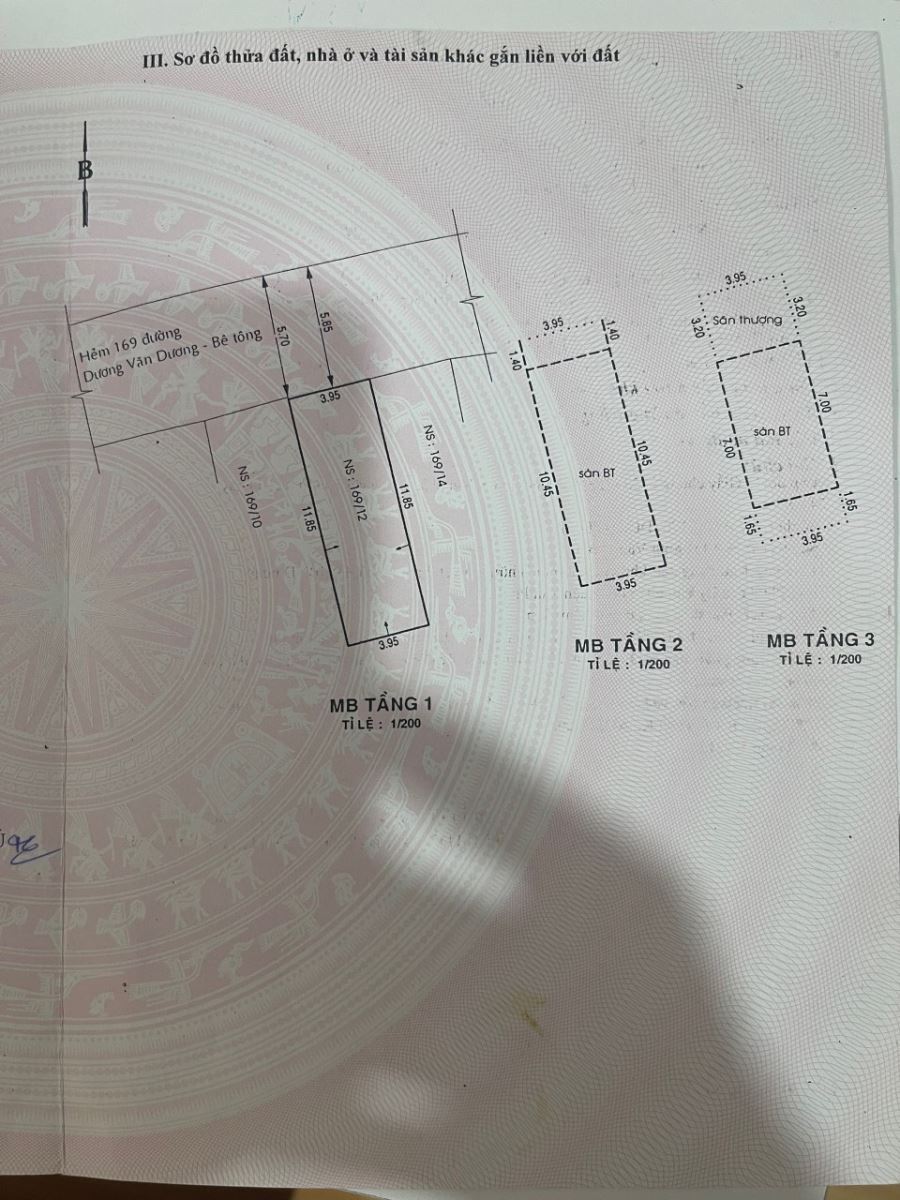 III. Sơ đồ thửa đất, nhà ở và tài sản khác gắn liền với đất
B
Hẻm 169 đường
Dương Văn Dương - Bê tông
5.70
5.85
3.95
NS : 169/10
NS : 169/12
NS : 169/14
11.85
11.85
3.95
MB TẦNG 1
TỈ LỆ : 1/200
3.95
1.40
1.40
10.45
10.45
sàn BT
3.95
MB TẦNG 2
TỈ LỆ : 1/200
3.95
3.20
3.20
Sân thượng
7.00
7.00
sàn BT
1.65
1.65
3.95
MB TẦNG 3
TỈ LỆ : 1/200